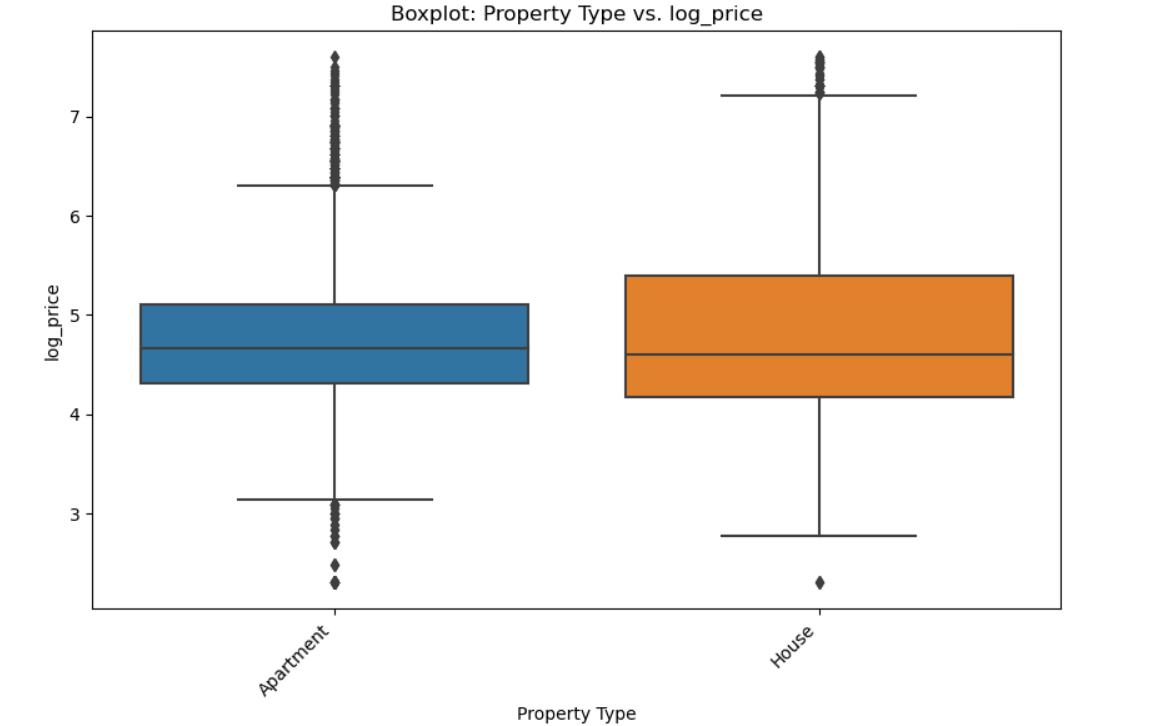 Boxplot: Property Type vs. log_price
7
6
5
4
3
log_price
Apartment
House
Property Type